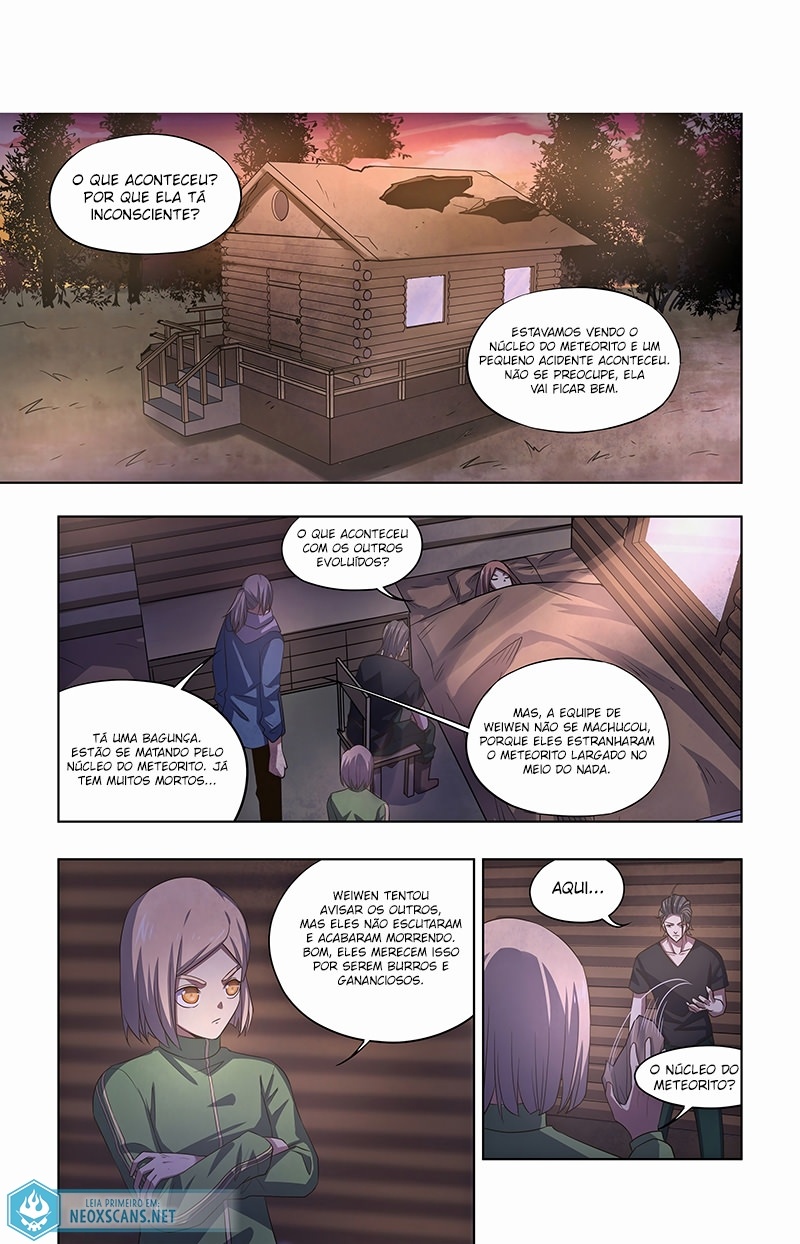 O QUE ACONTECEU?
POR QUE ELA TÁ
INCONSCIENTE?
ESTAVAMOS VENDO O
NÚCLEO DO METEORITO E UM
PEQUENO ACIDENTE ACONTECEU.
NÃO SE PREOCUPE, ELA
VAI FICAR BEM.
O QUE ACONTECEU
COM OS OUTROS
EVOLUÍDOS?
TÁ UMA BAGUNÇA.
ESTÃO SE MATANDO PELO
NÚCLEO DO METEORITO. JÁ
TEM MUITOS MORTOS...
MAS, A EQUIPE DE
WEIWEN NÃO SE MACHUCOU,
PORQUE ELES ESTRANHARAM
O METEORITO LARGADO NO
MEIO DO NADA.
WEIWEN TENTOU
AVISAR OS OUTROS,
MAS ELES NÃO ESCUTARAM
E ACABARAM MORRENDO.
BOM, ELES MERECEM ISSO
POR SEREM BURROS E
GANANCIOSOS.
AQUI...
O NÚCLEO DO
METEORITO?
LEIA PRIMEIRO EM:
NEOXSCANS.NET